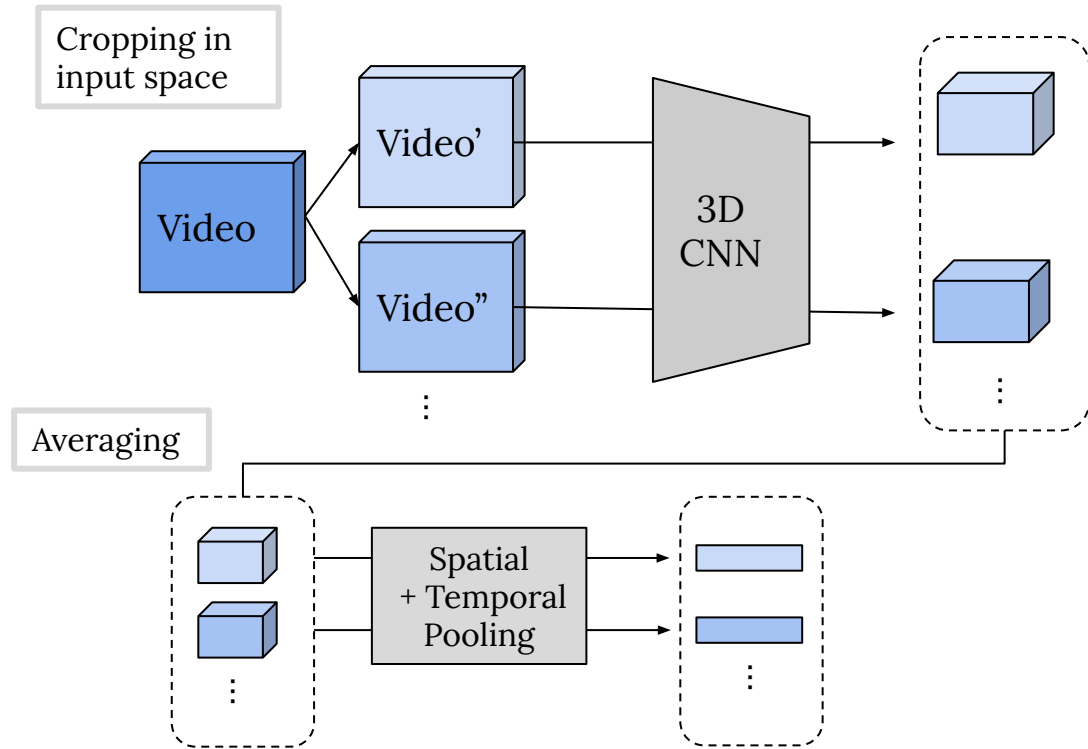 Cropping in
input space
Video
Video’
Video”
3D
CNN
⋮
⋮
Averaging
Spatial
+ Temporal
Pooling
⋮
⋮